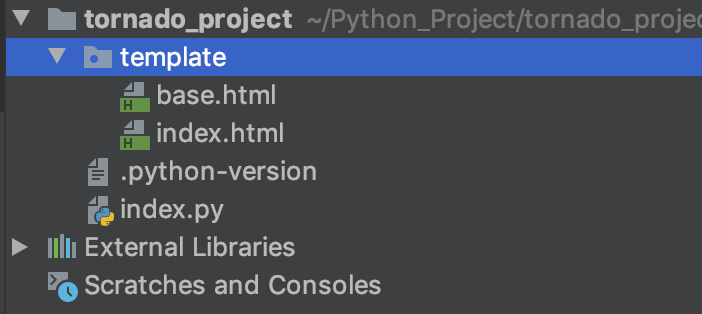 tornado_project ~/Python_Project/tornado_projec
template
base.html
index.html
.python-version
index.py
External Libraries
Scratches and Consoles